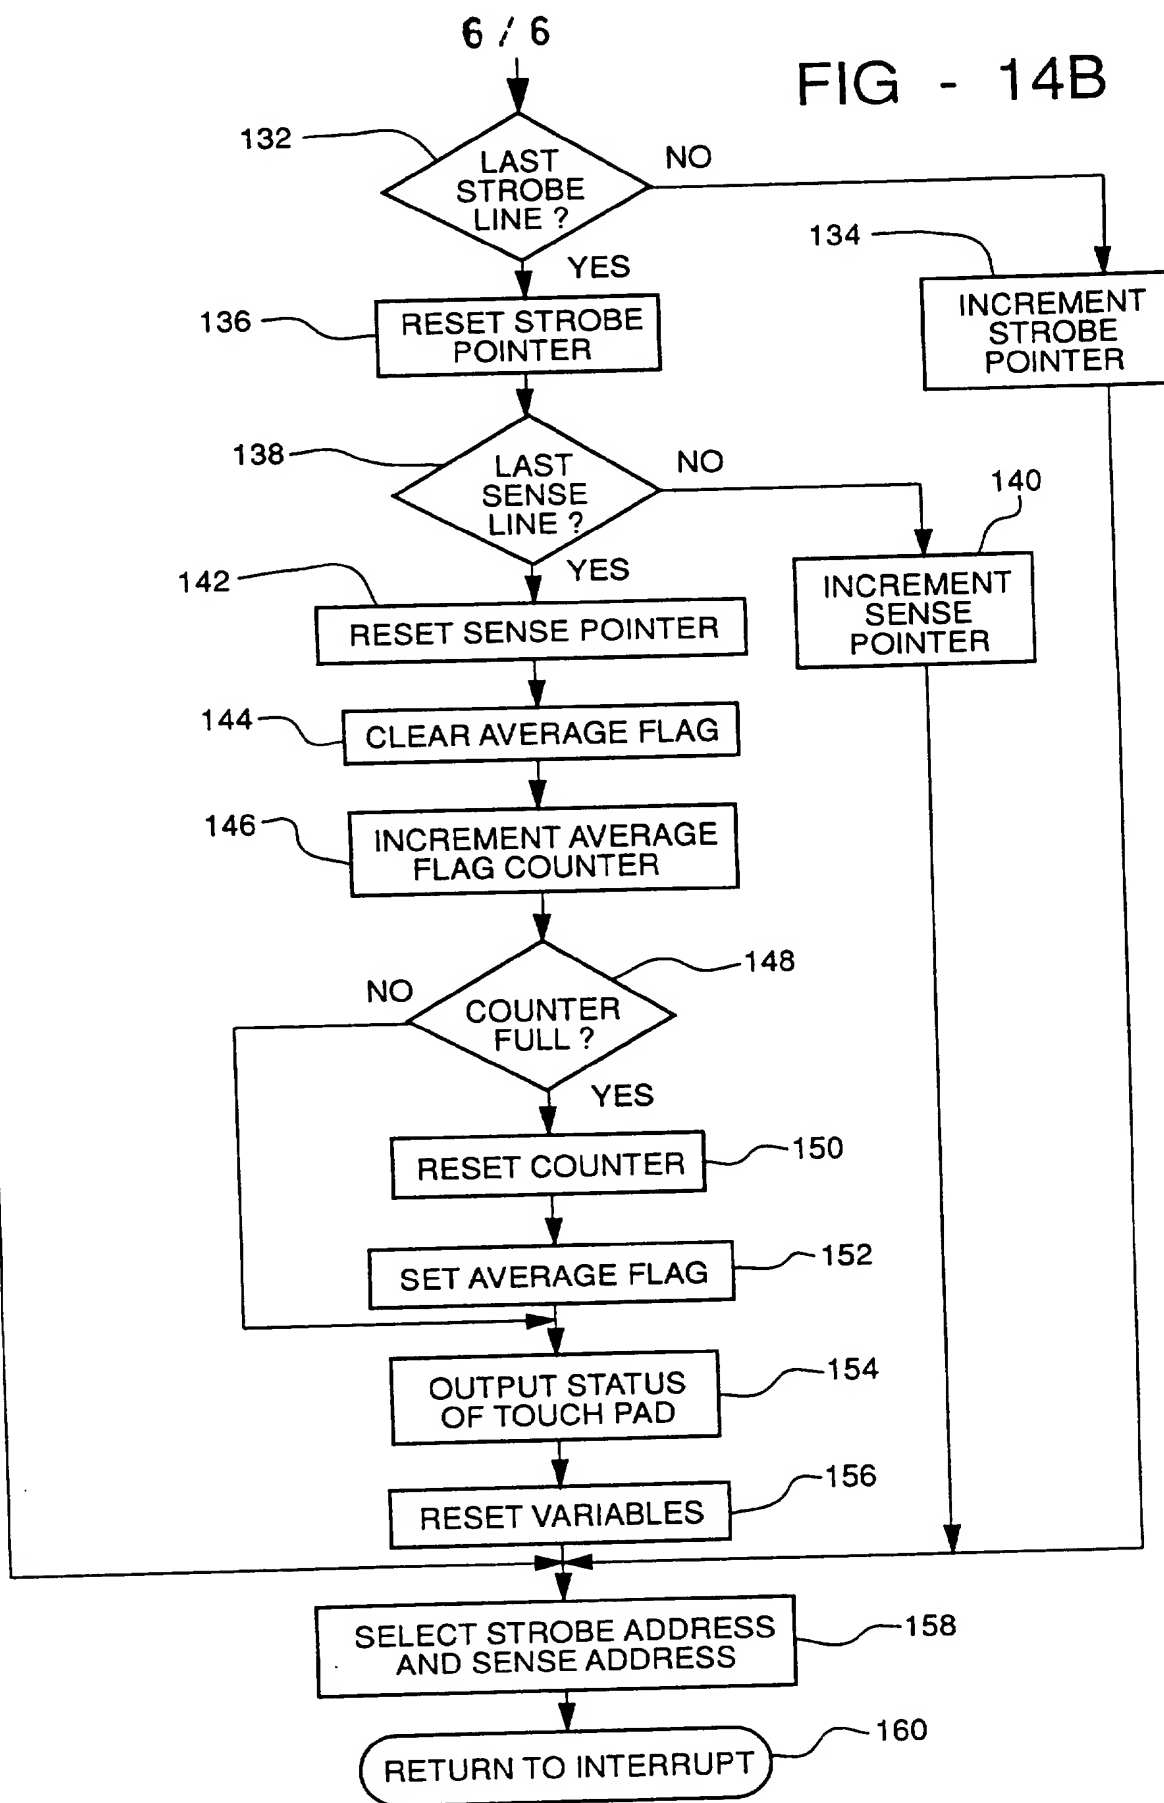 6 / 6
FIG - 14B
132
LAST
STROBE
LINE ?
NO
134
YES
136
RESET STROBE
POINTER
INCREMENT
STROBE
POINTER
138
LAST
SENSE
LINE ?
NO
140
YES
142
RESET SENSE POINTER
INCREMENT
SENSE
POINTER
144
CLEAR AVERAGE FLAG
146
INCREMENT AVERAGE
FLAG COUNTER
148
NO
COUNTER
FULL ?
YES
150
RESET COUNTER
152
SET AVERAGE FLAG
154
OUTPUT STATUS
OF TOUCH PAD
156
RESET VARIABLES
158
SELECT STROBE ADDRESS
AND SENSE ADDRESS
160
RETURN TO INTERRUPT